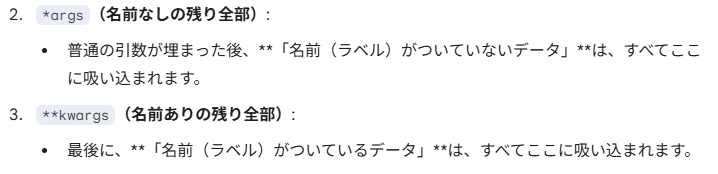 2. *args（名前なしの残り全部）:
• 普通の引数が埋まった後、**「名前（ラベル）がついていないデータ」**は、すべてここ
に吸い込まれます。
3. **kwargs（名前ありの残り全部）:
• 最後に、**「名前（ラベル）がついているデータ」**は、すべてここに吸い込まれます。